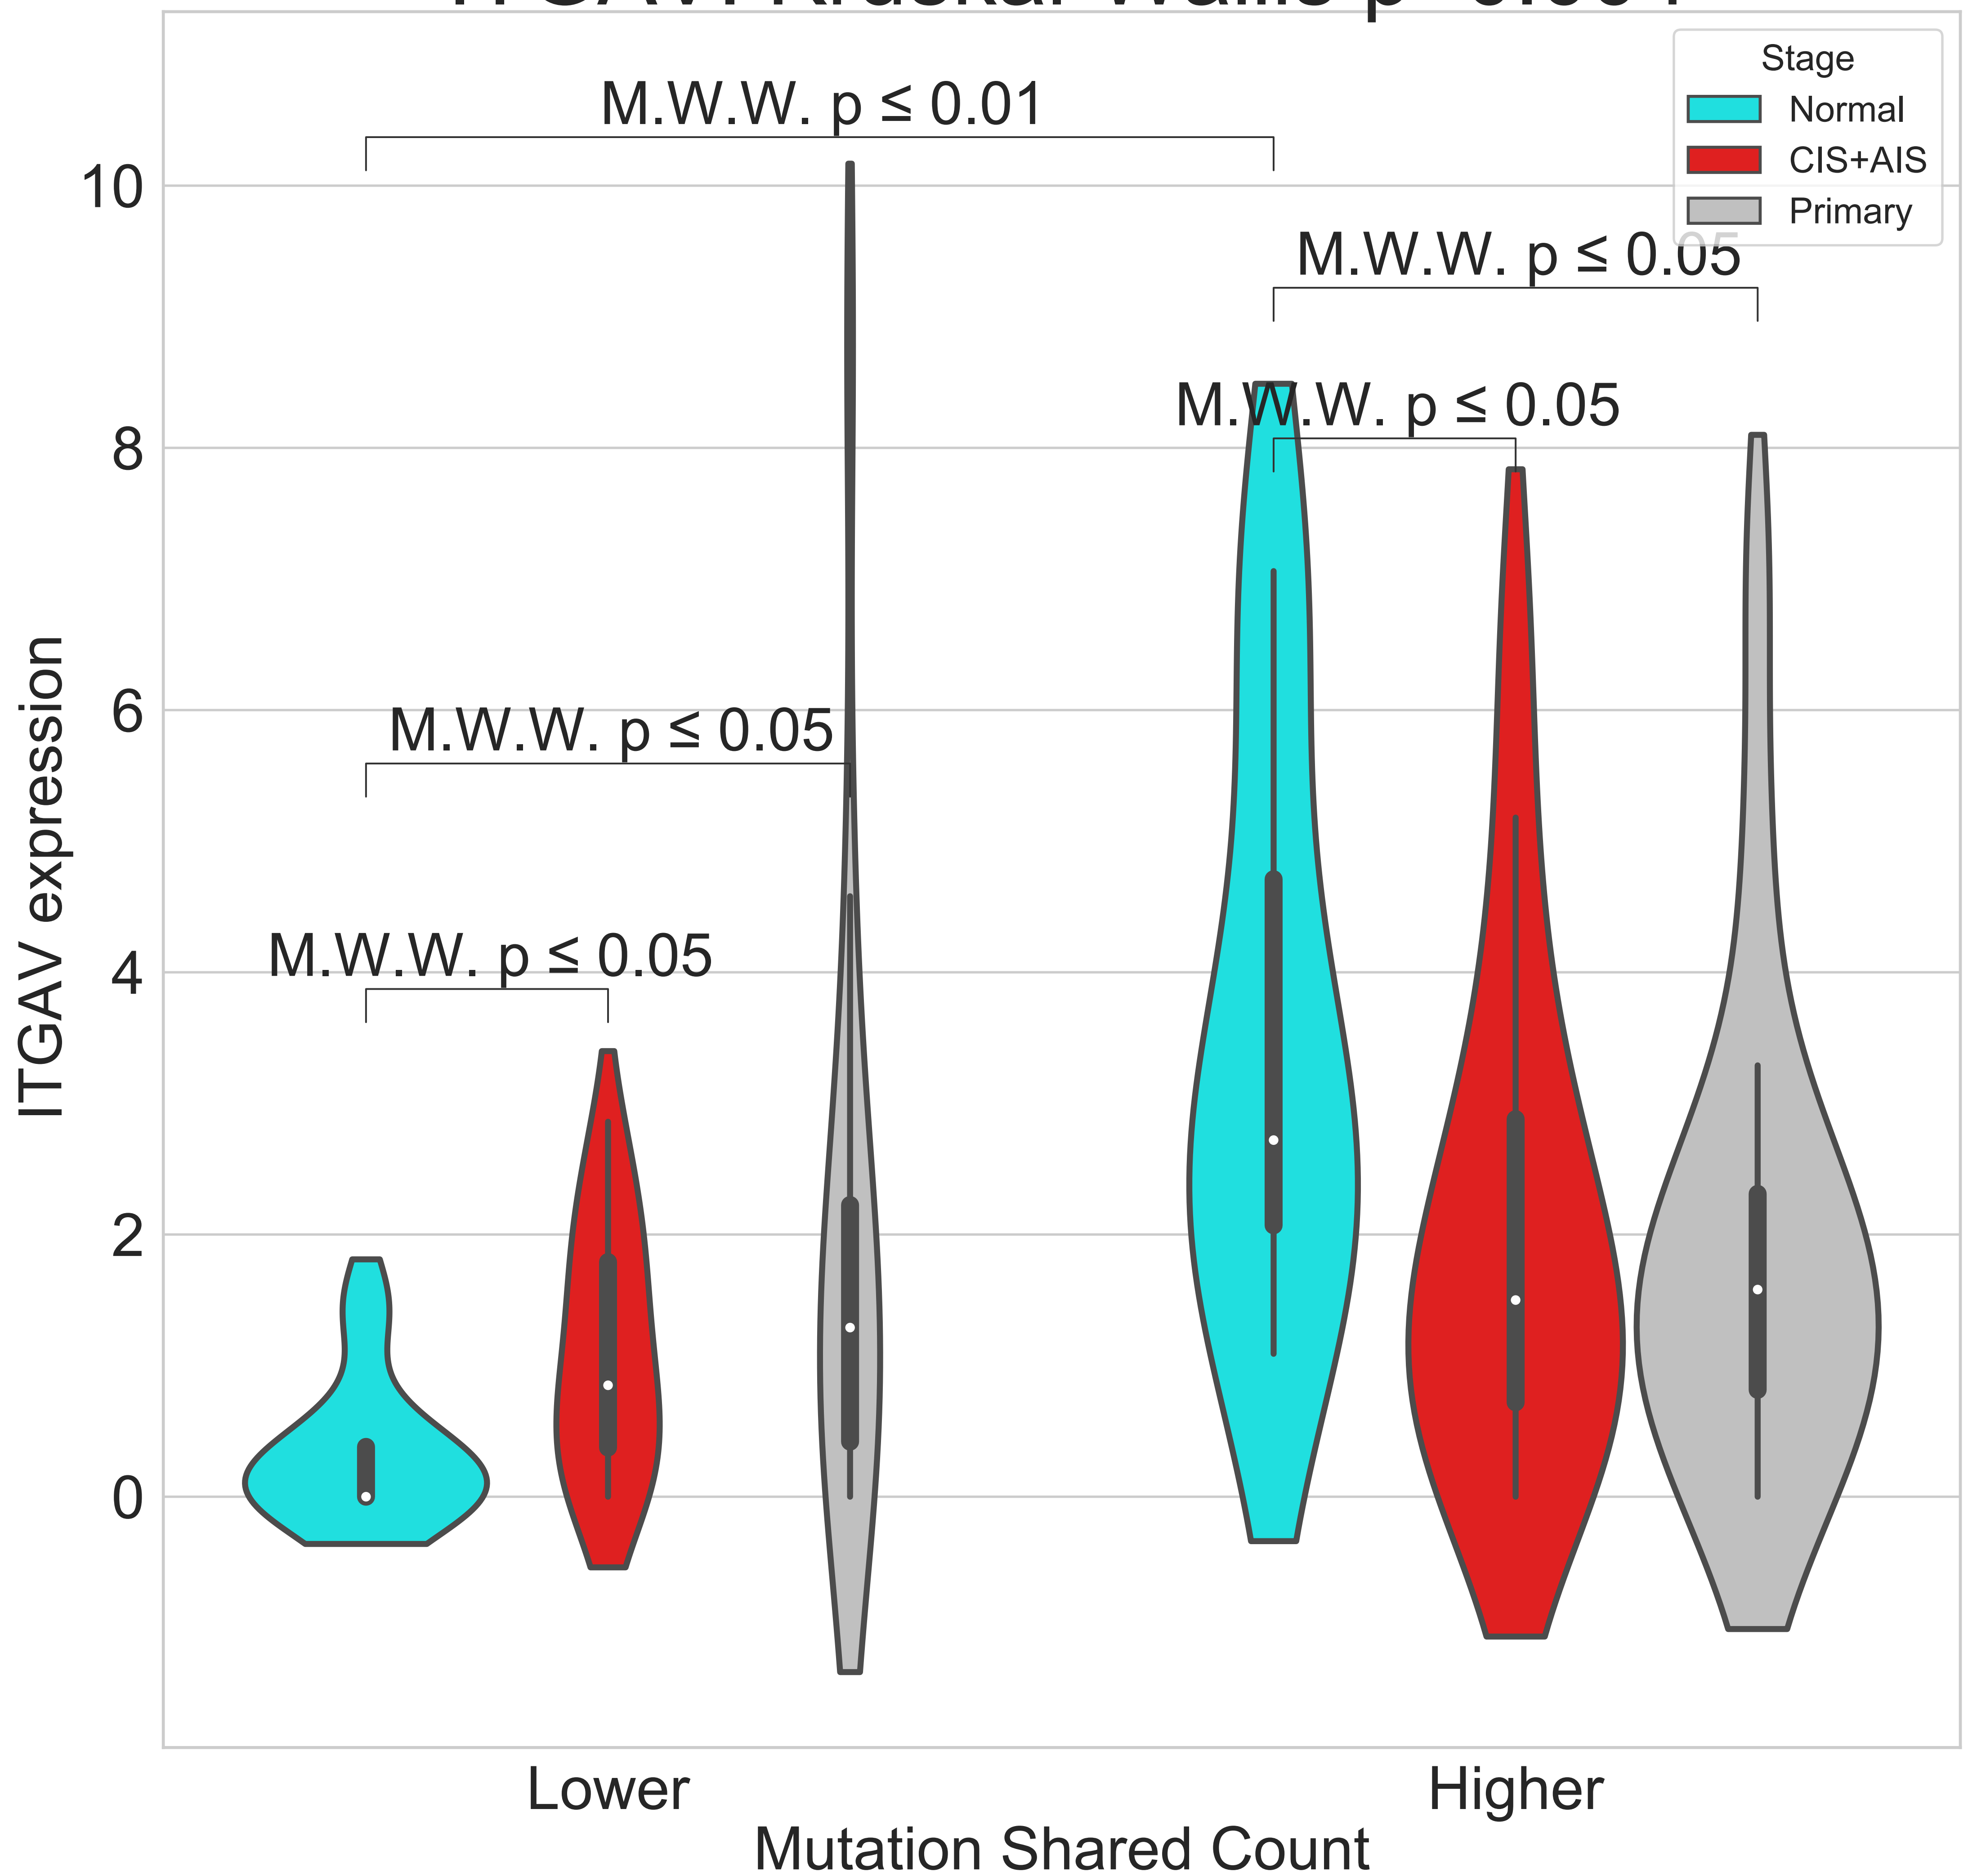 Stage
Normal
CIS+AIS
Primary
M.W.W. p ≤ 0.01
M.W.W. p ≤ 0.05
M.W.W. p ≤ 0.05
M.W.W. p ≤ 0.05
M.W.W. p ≤ 0.05
10
8
6
4
2
0
ITGAV expression
Lower
Higher
Mutation Shared Count